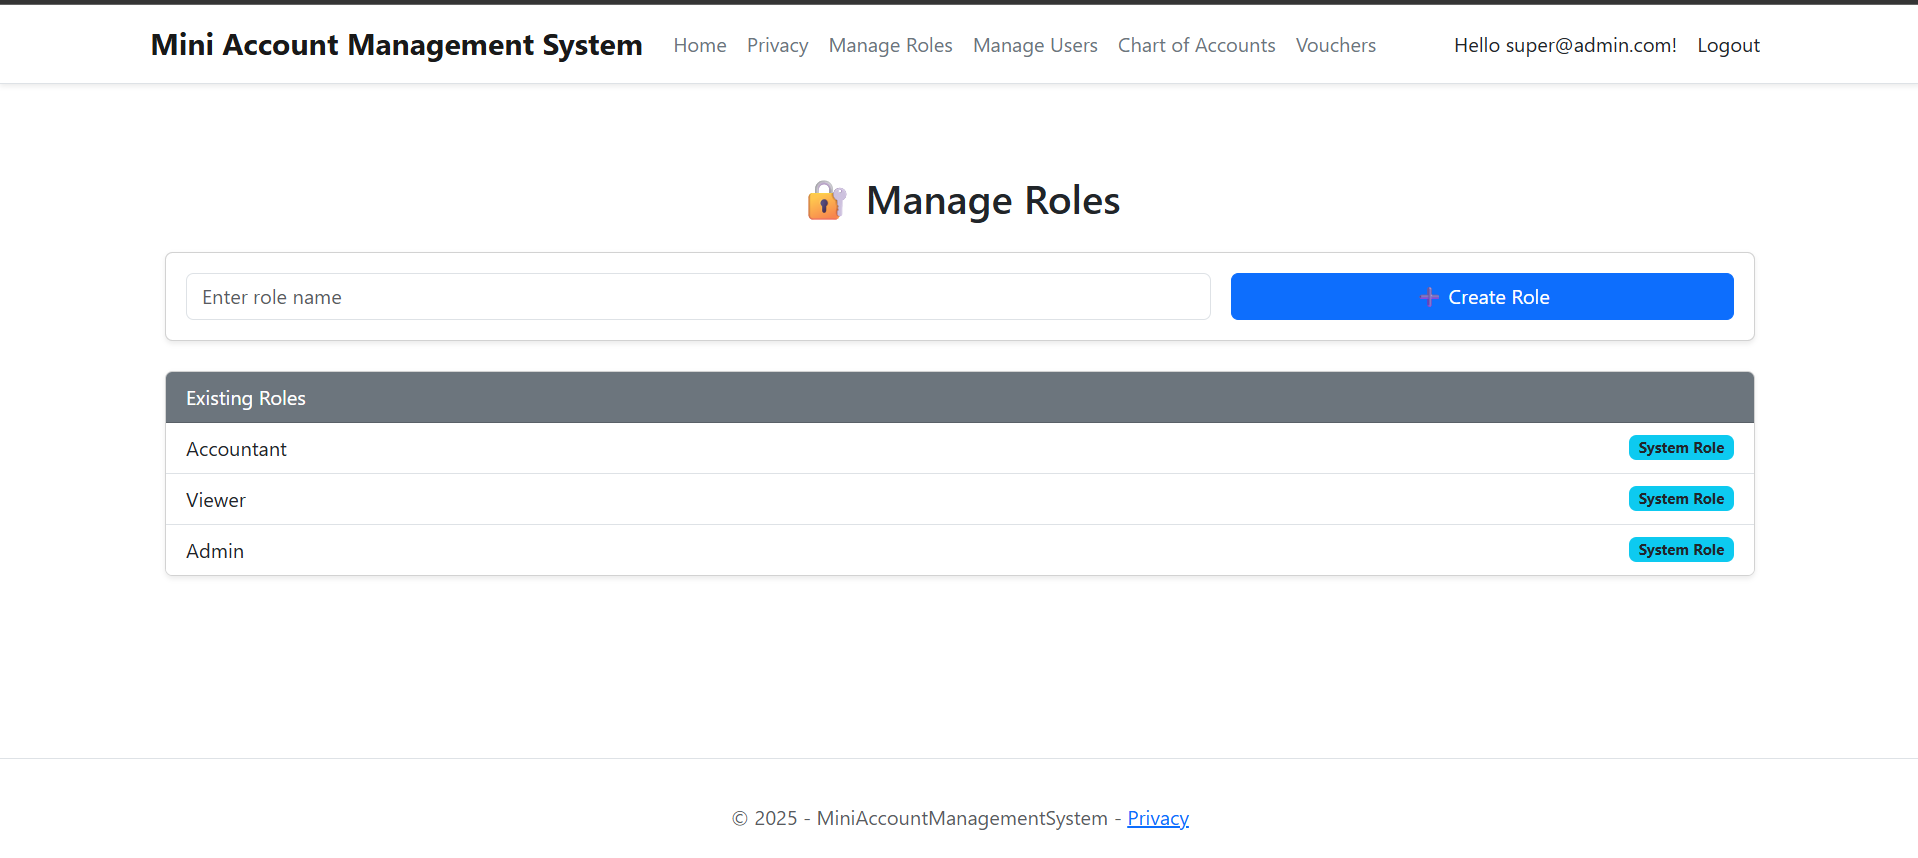 Mini Account Management System Home Privacy Manage Roles Manage Users Chart of Accounts Vouchers Hello super@admin.com! Logout
🔐 Manage Roles
Enter role name ➕ Create Role
Existing Roles
Accountant System Role
Viewer System Role
Admin System Role
© 2025 - MiniAccountManagementSystem - Privacy